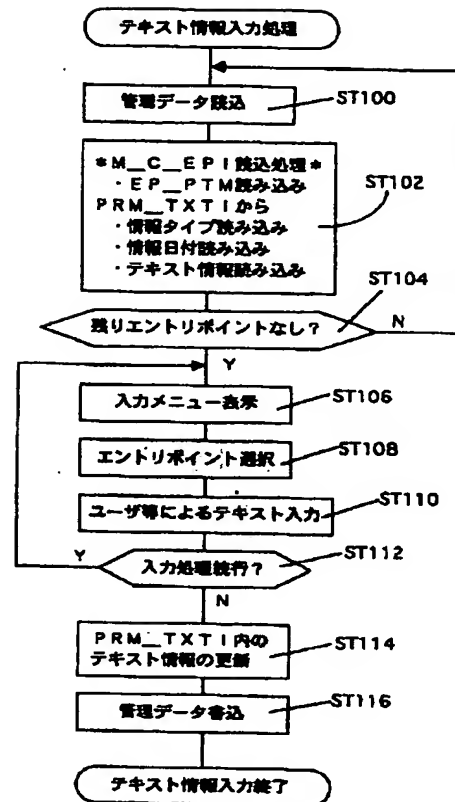 テキスト情報入力処理
管理データ読込
ST100
*M__C__EPI読込処理*
・EP__PTM読み込み
PRM__TXTIから
・情報タイプ読み込み
・情報日付読み込み
・テキスト情報読み込み
ST102
ST104
残りエントリポイントなし?
N
Y
入力メニュー表示
ST106
エントリポイント選択
ST108
ユーザ等によるテキスト入力
ST110
Y
入力処理続行?
ST112
N
PRM__TXTI内の
テキスト情報の更新
ST114
管理データ書込
ST116
テキスト情報入力終了